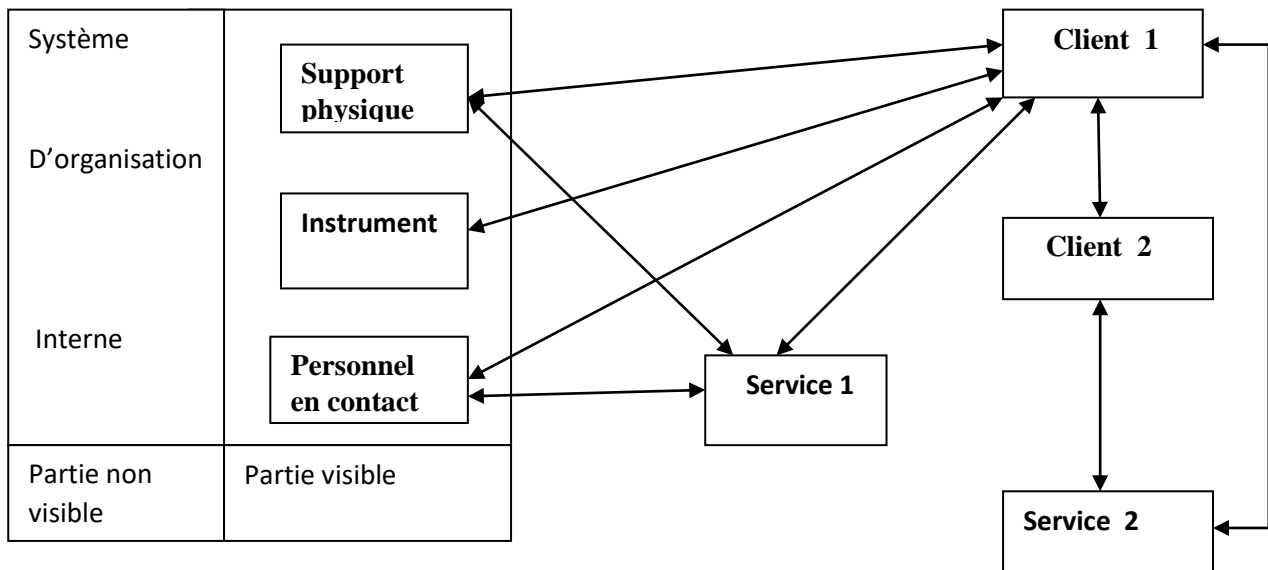 Système
D'organisation
Interne
Support
physique
Instrument
Personnel
en contact
Partie non
visible
Partie visible
Client 1
Client 2
Service 1
Service 2